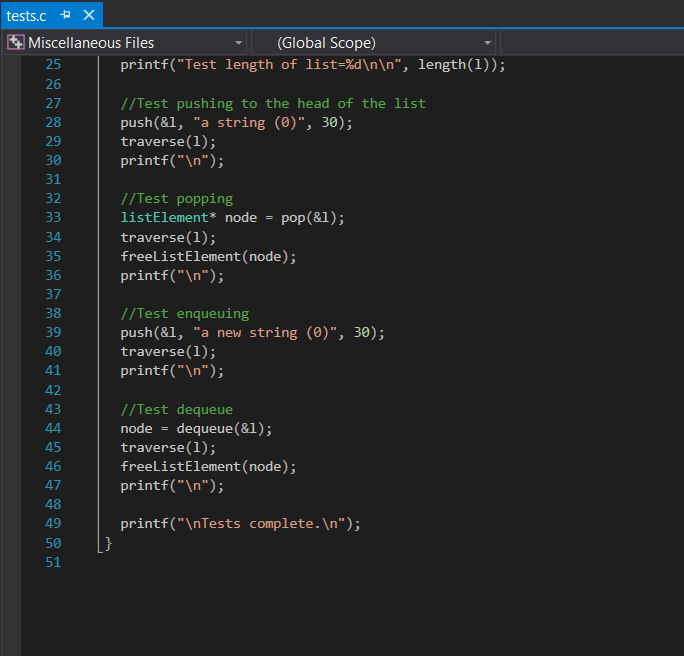 tests.c
Miscellaneous Files (Global Scope)
25 printf("Test length of list=%d\n\n", length(l));
26
27 //Test pushing to the head of the list
28 push(&l, "a string (0)", 30);
29 traverse(l);
30 printf("\n");
31
32 //Test popping
33 listElement* node = pop(&l);
34 traverse(l);
35 freeListElement(node);
36 printf("\n");
37
38 //Test enqueuing
39 push(&l, "a new string (0)", 30);
40 traverse(l);
41 printf("\n");
42
43 //Test dequeue
44 node = dequeue(&l);
45 traverse(l);
46 freeListElement(node);
47 printf("\n");
48
49 printf("\nTests complete.\n");
50 }
51